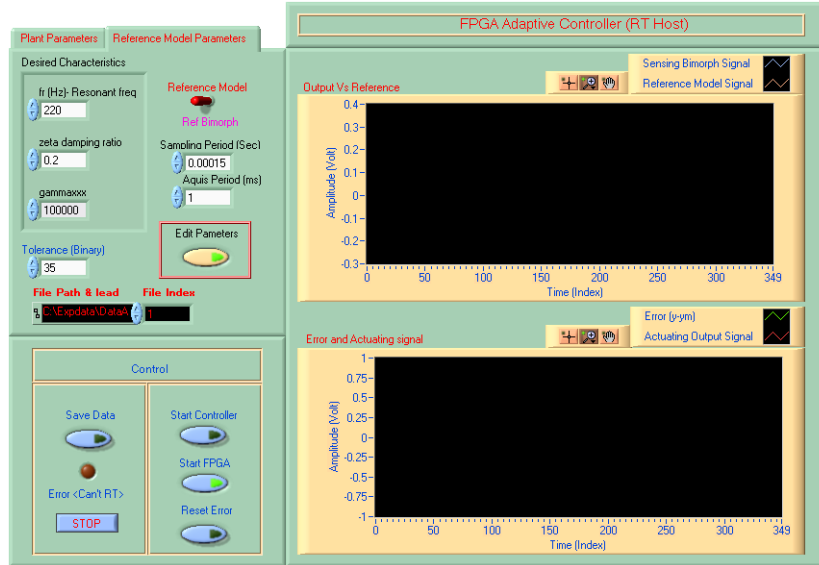 FPGA Adaptive Controller (RT Host)
Plant Parameters
Reference Model Parameters
Desired Characteristics
fr (Hz)- Resonant freq
220
zeta damping ratio
0.2
gammaxxx
100000
Tolerance (Binary)
35
Reference Model
Ref Bimorph
Sampling Period (Sec)
0.00015
Aquis Period (ms)
1
Edit Pameters
File Path & lead
C:\Expdata\DataA
File Index
1
Control
Save Data
Error <Can't RT>
STOP
Start Controller
Start FPGA
Reset Error
Output Vs Reference
Sensing Bimorph Signal
Reference Model Signal
Amplitude (Volt)
0.4
0.3
0.2
0.1
0
-0.1
-0.2
-0.3
0 50 100 150 200 250 300 349
Time (Index)
Error and Actuating signal
Error (y-ym)
Actuating Output Signal
Amplitude (Volt)
1
0.75
0.5
0.25
0
-0.25
-0.5
-0.75
-1
0 50 100 150 200 250 300 349
Time (Index)